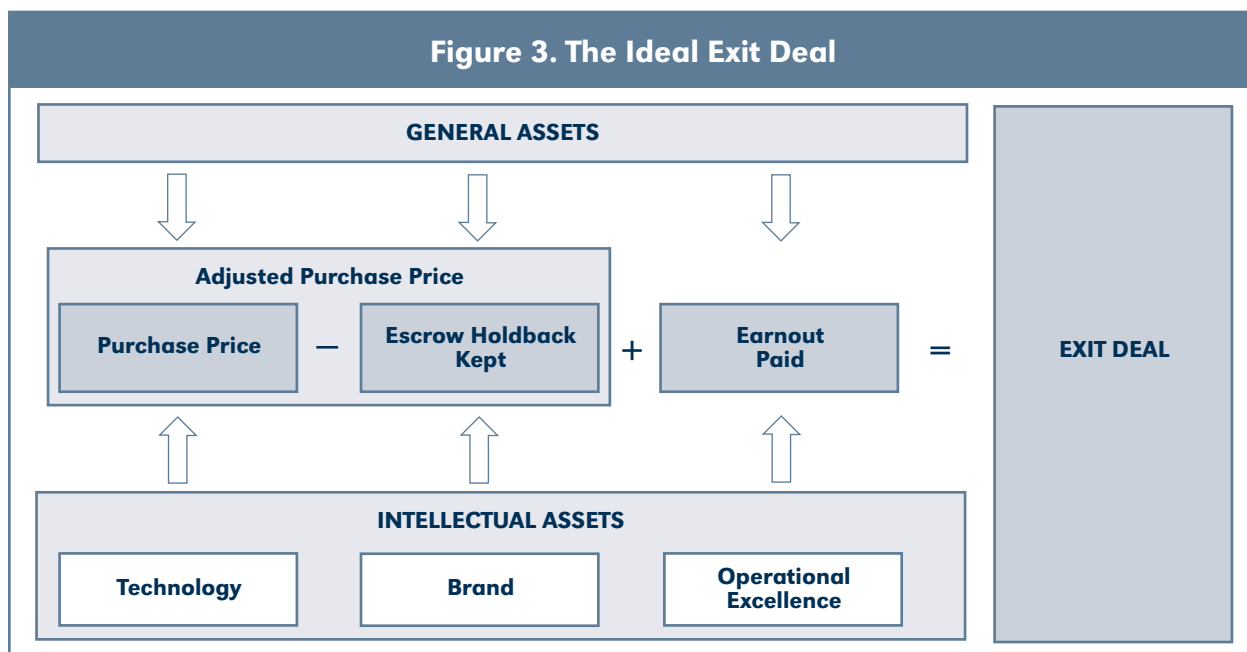 Figure 3. The Ideal Exit Deal
GENERAL ASSETS
Adjusted Purchase Price
Purchase Price
–
Escrow Holdback
Kept
+
Earnout
Paid
=
EXIT DEAL
INTELLECTUAL ASSETS
Technology
Brand
Operational
Excellence